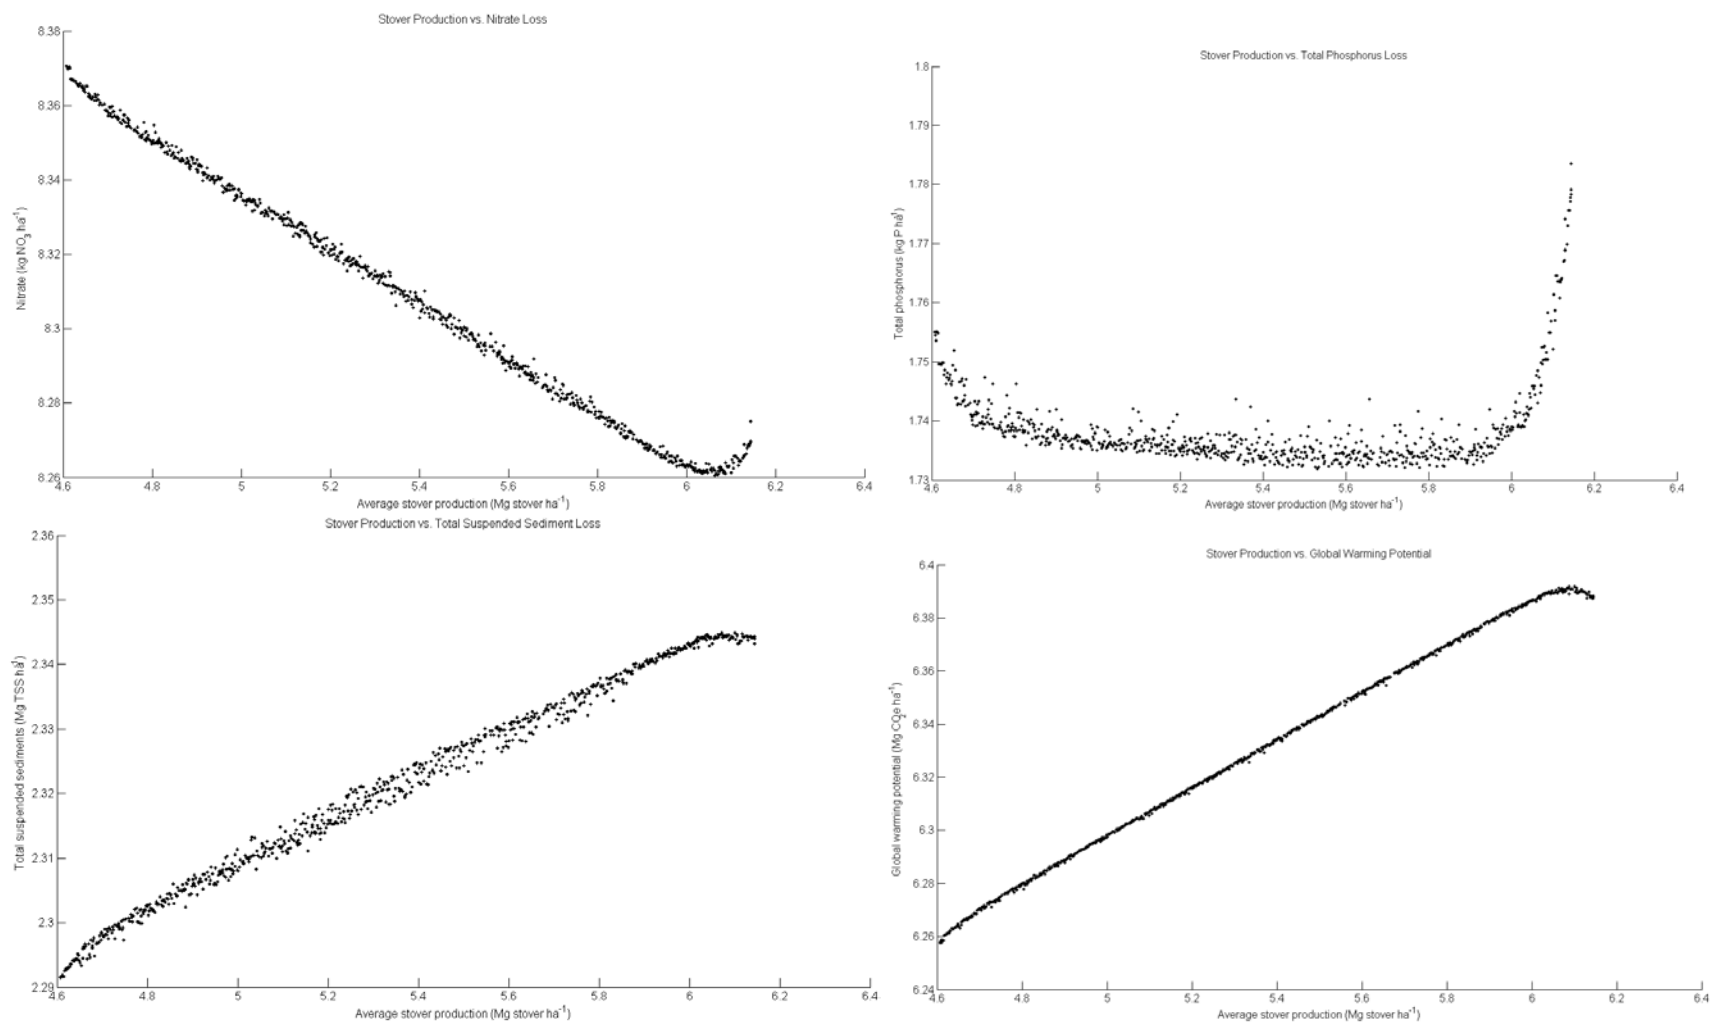 Stover Production vs. Nitrate Loss
8.38
8.36
8.34
8.32
8.3
8.28
8.26
Nitrate (kg NO3 ha-1)
4.6 4.8 5 5.2 5.4 5.6 5.8 6 6.2 6.4
Average stover production (Mg stover ha-1)
Stover Production vs. Total Phosphorus Loss
1.8
1.79
1.78
1.77
1.76
1.75
1.74
1.73
Total phosphorus (kg P ha1)
4.6 4.8 5 5.2 5.4 5.6 5.8 6 6.2 6.4
Average stover production (Mg stover ha-1)
Stover Production vs. Total Suspended Sediment Loss
2.36
2.35
2.34
2.33
2.32
2.31
2.3
2.29
Total suspended sediments (Mg TSS ha1)
4.6 4.8 5 5.2 5.4 5.6 5.8 6 6.2 6.4
Average stover production (Mg stover ha-1)
Stover Production vs. Global Warming Potential
6.4
6.38
6.36
6.34
6.32
6.3
6.28
6.26
6.24
Global warming potential (Mg CO2e ha-1)
4.6 4.8 5 5.2 5.4 5.6 5.8 6 6.2 6.4
Average stover production (Mg stover ha-1)